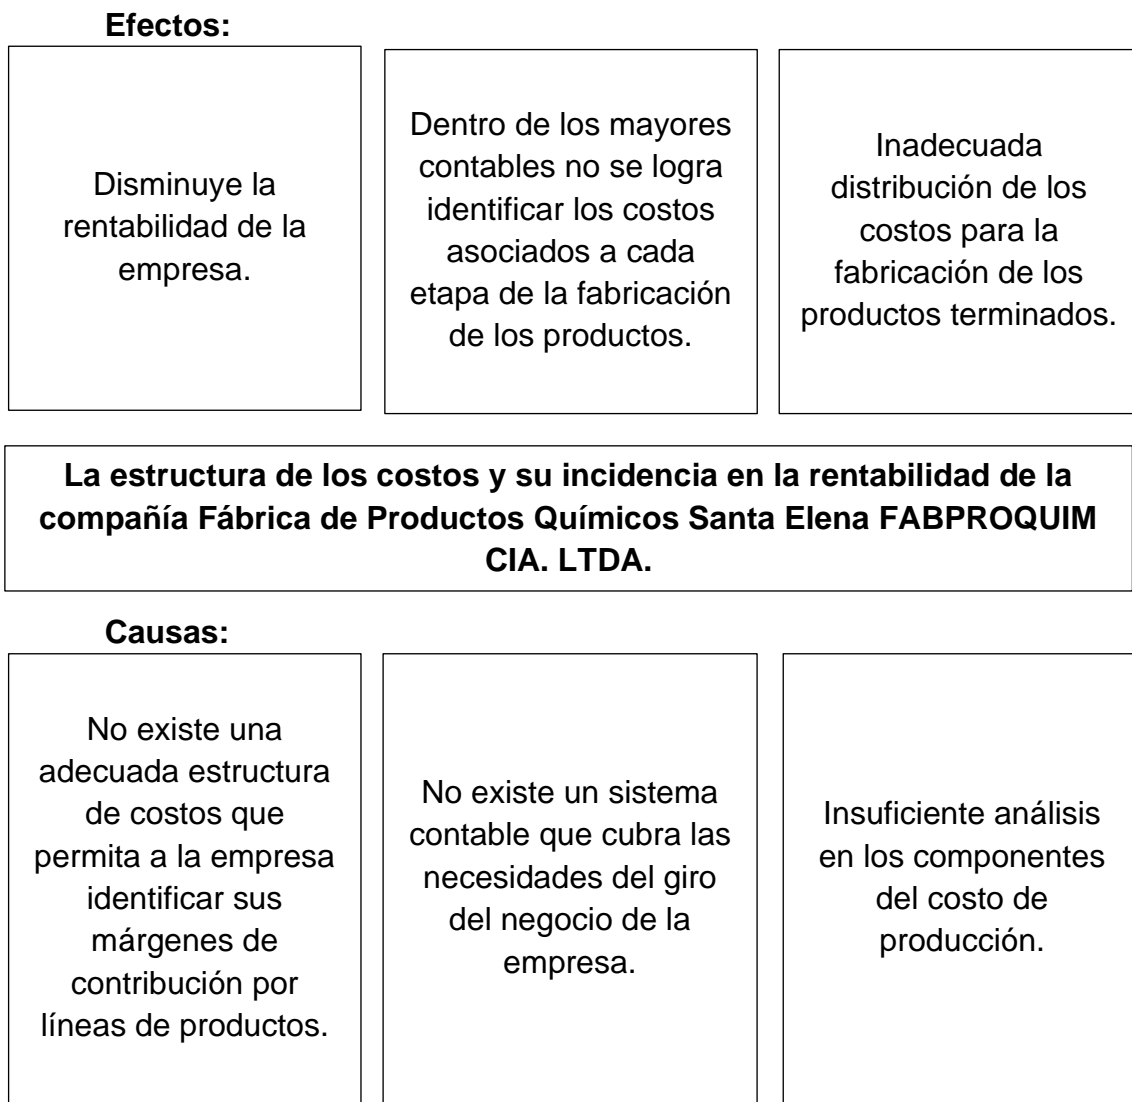 Efectos:
Disminuye la
rentabilidad de la
empresa.
Dentro de los mayores
contables no se logra
identificar los costos
asociados a cada
etapa de la fabricación
de los productos.
Inadecuada
distribución de los
costos para la
fabricación de los
productos terminados.
La estructura de los costos y su incidencia en la rentabilidad de la
compañía Fábrica de Productos Químicos Santa Elena FABPROQUIM
CIA. LTDA.
Causas:
No existe una
adecuada estructura
de costos que
permita a la empresa
identificar sus
márgenes de
contribución por
líneas de productos.
No existe un sistema
contable que cubra las
necesidades del giro
del negocio de la
empresa.
Insuficiente análisis
en los componentes
del costo de
producción.